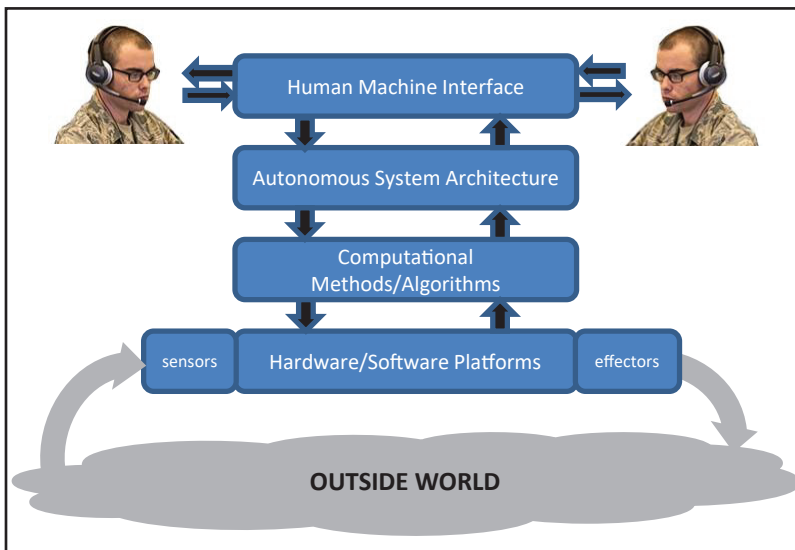 Human Machine Interface
Autonomous System Architecture
Computational
Methods/Algorithms
sensors
Hardware/Software Platforms
effectors
OUTSIDE WORLD